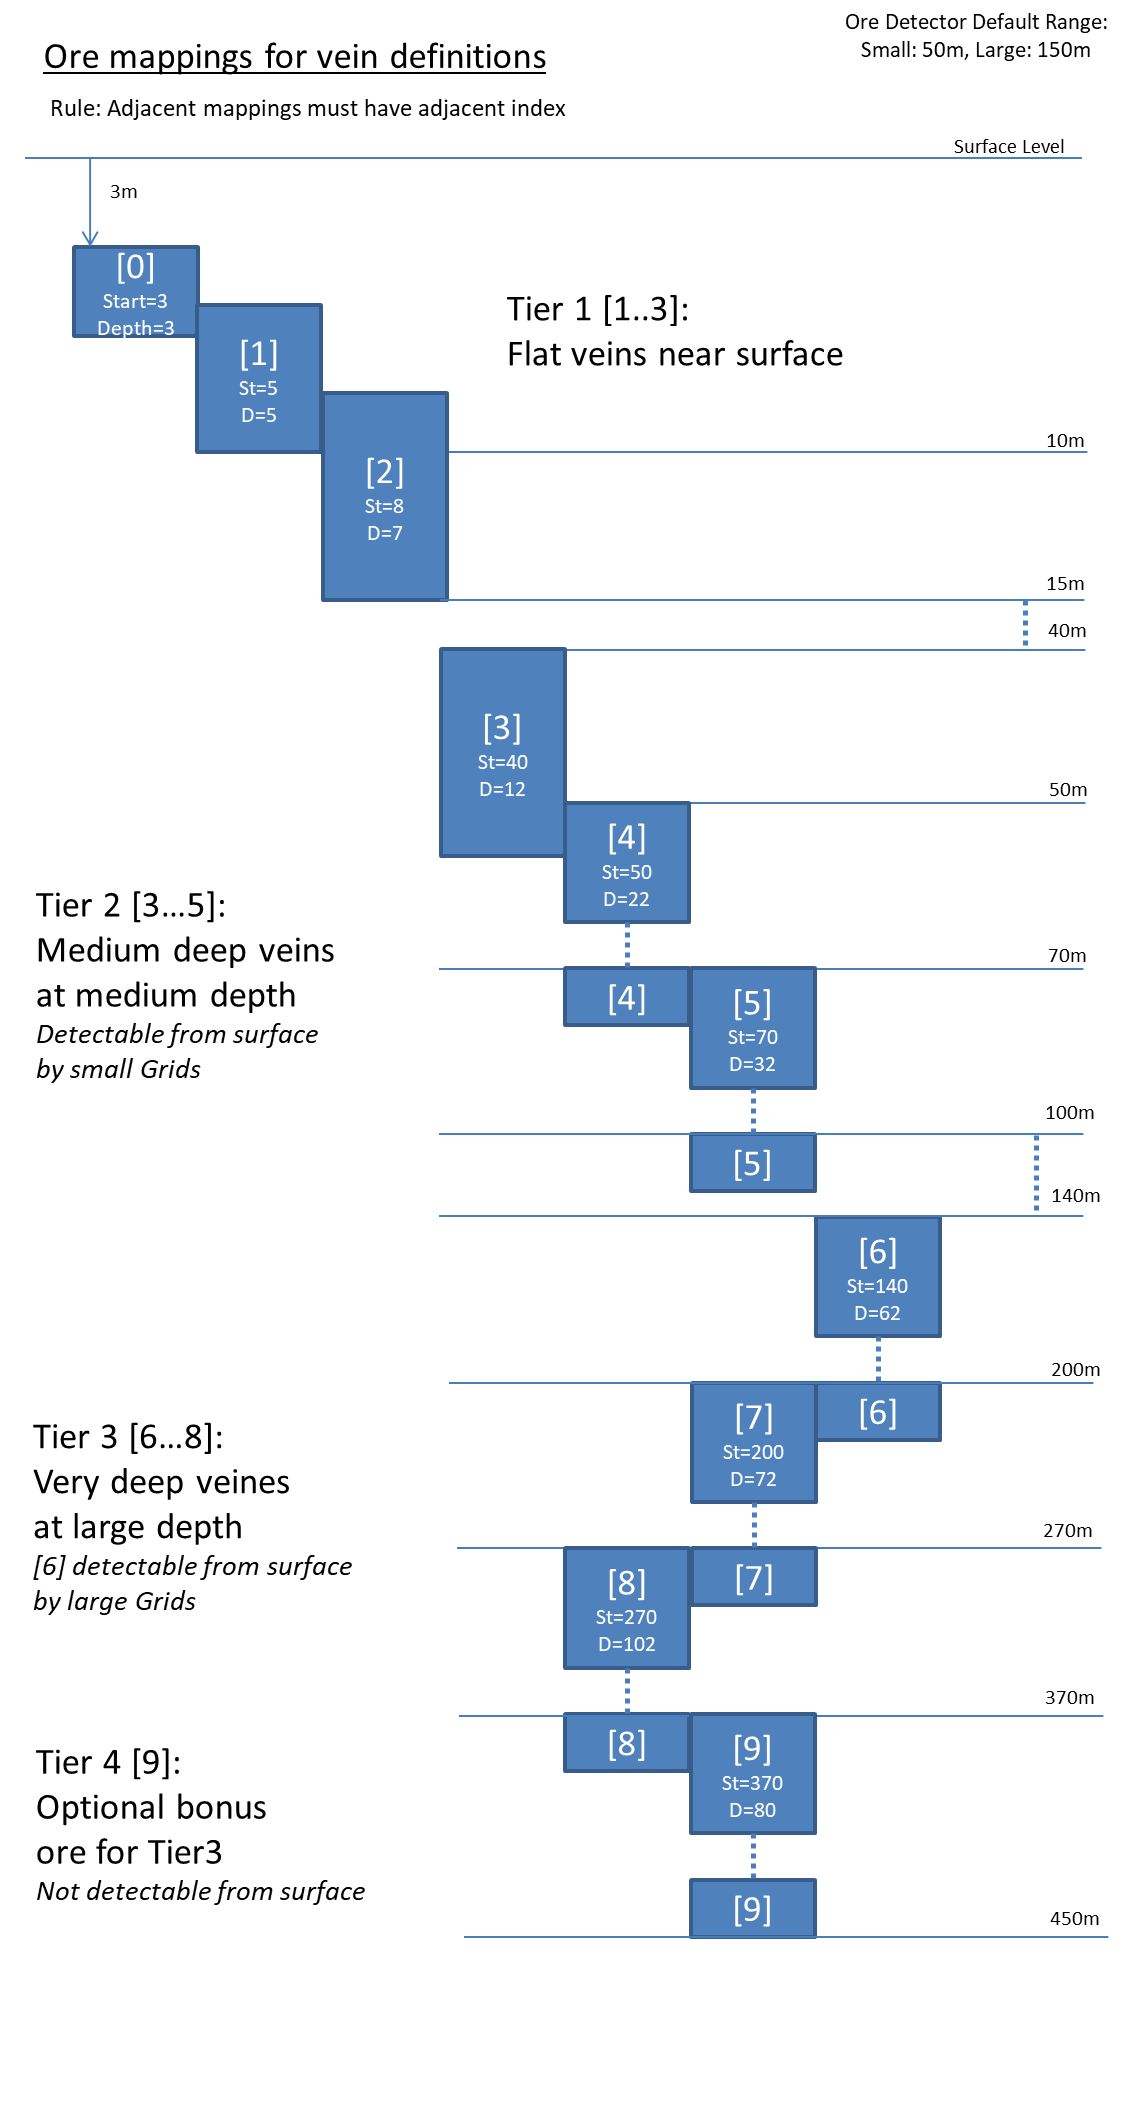 Ore Detector Default Range:
Small: 50m, Large: 150m
Ore mappings for vein definitions
Rule: Adjacent mappings must have adjacent index
Surface Level
3m
[0]
Start=3
Depth=3
Tier 1 [1..3]:
Flat veins near surface
[1]
St=5
D=5
10m
[2]
St=8
D=7
15m
40m
[3]
St=40
D=12
50m
[4]
St=50
D=22
Tier 2 [3...5]:
Medium deep veins
at medium depth
Detectable from surface
by small Grids
70m
[4]
[5]
St=70
D=32
100m
[5]
140m
[6]
St=140
D=62
200m
[7]
St=200
D=72
[6]
Tier 3 [6...8]:
Very deep veines
at large depth
[6] detectable from surface
by large Grids
270m
[8]
St=270
D=102
[7]
370m
[8]
[9]
St=370
D=80
Tier 4 [9]:
Optional bonus
ore for Tier3
Not detectable from surface
[9]
450m